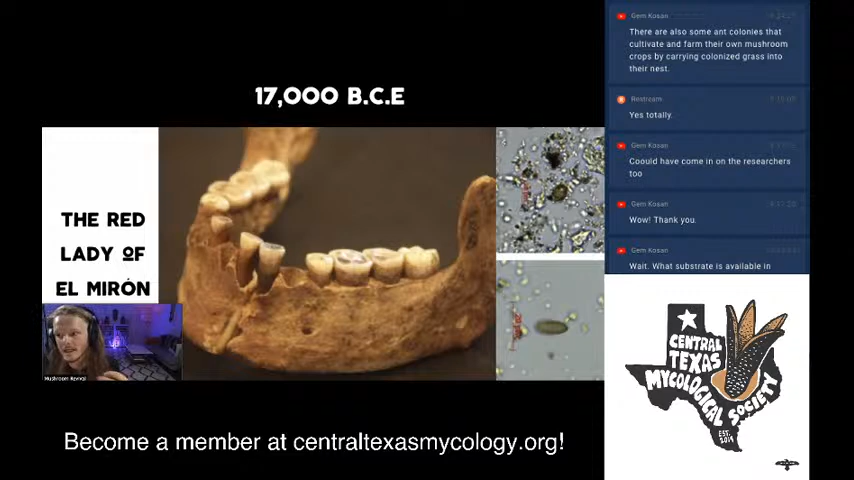 17,000 B.C.E
THE RED
LADY OF
EL MIRÓN
Mushroom Revival
Become a member at centraltexasmycology.org!
Gem Kosan
There are also some ant colonies that
cultivate and farm their own mushroom
crops by carrying colonized grass into
their nest.
Restream
Yes totally.
Gem Kosan
Coould have come in on the researchers
too
Gem Kosan
Wow! Thank you.
Gem Kosan
Wait. What substrate is available in
CENTRAL
TEXAS
MYCOLOGICAL SOCIETY
EST.
2019